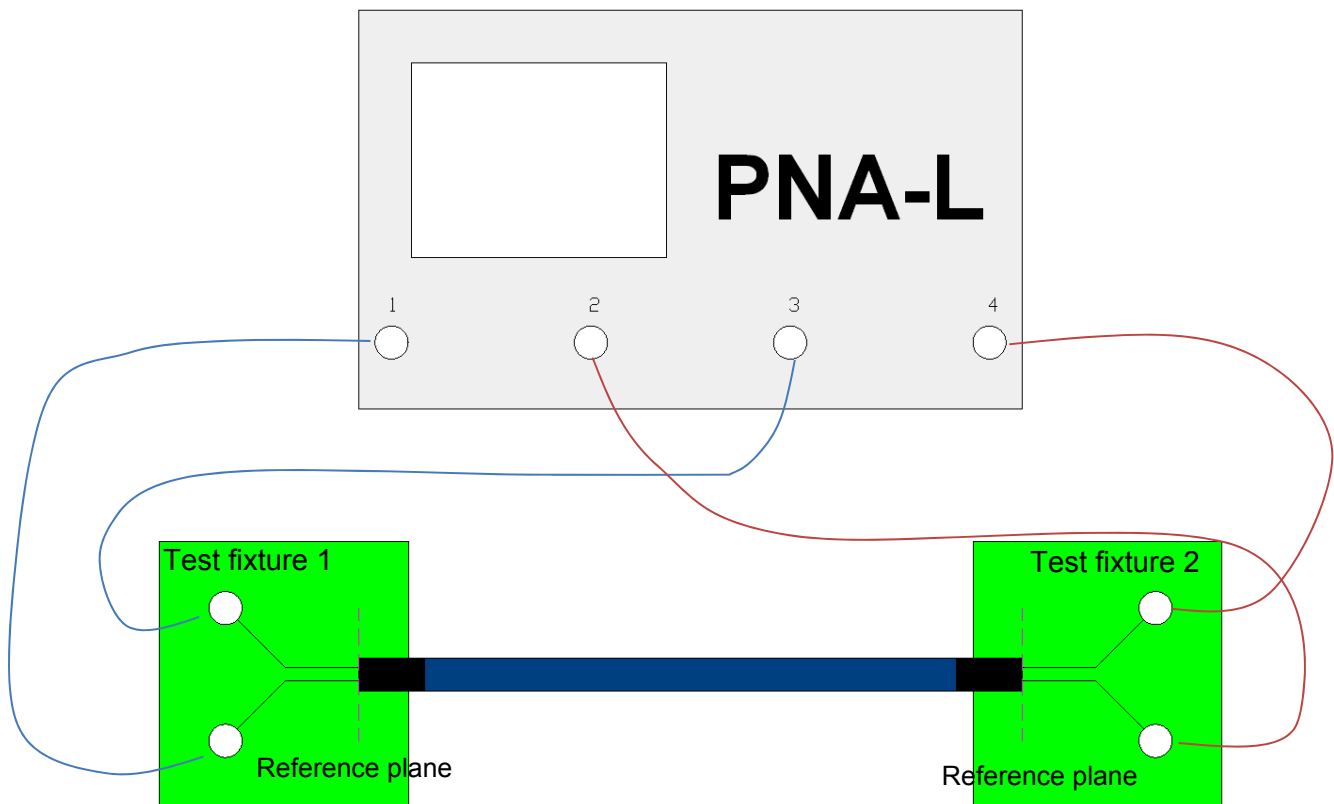 PNA-L
1
2
3
4
Test fixture 1
Test fixture 2
Reference plane
Reference plane